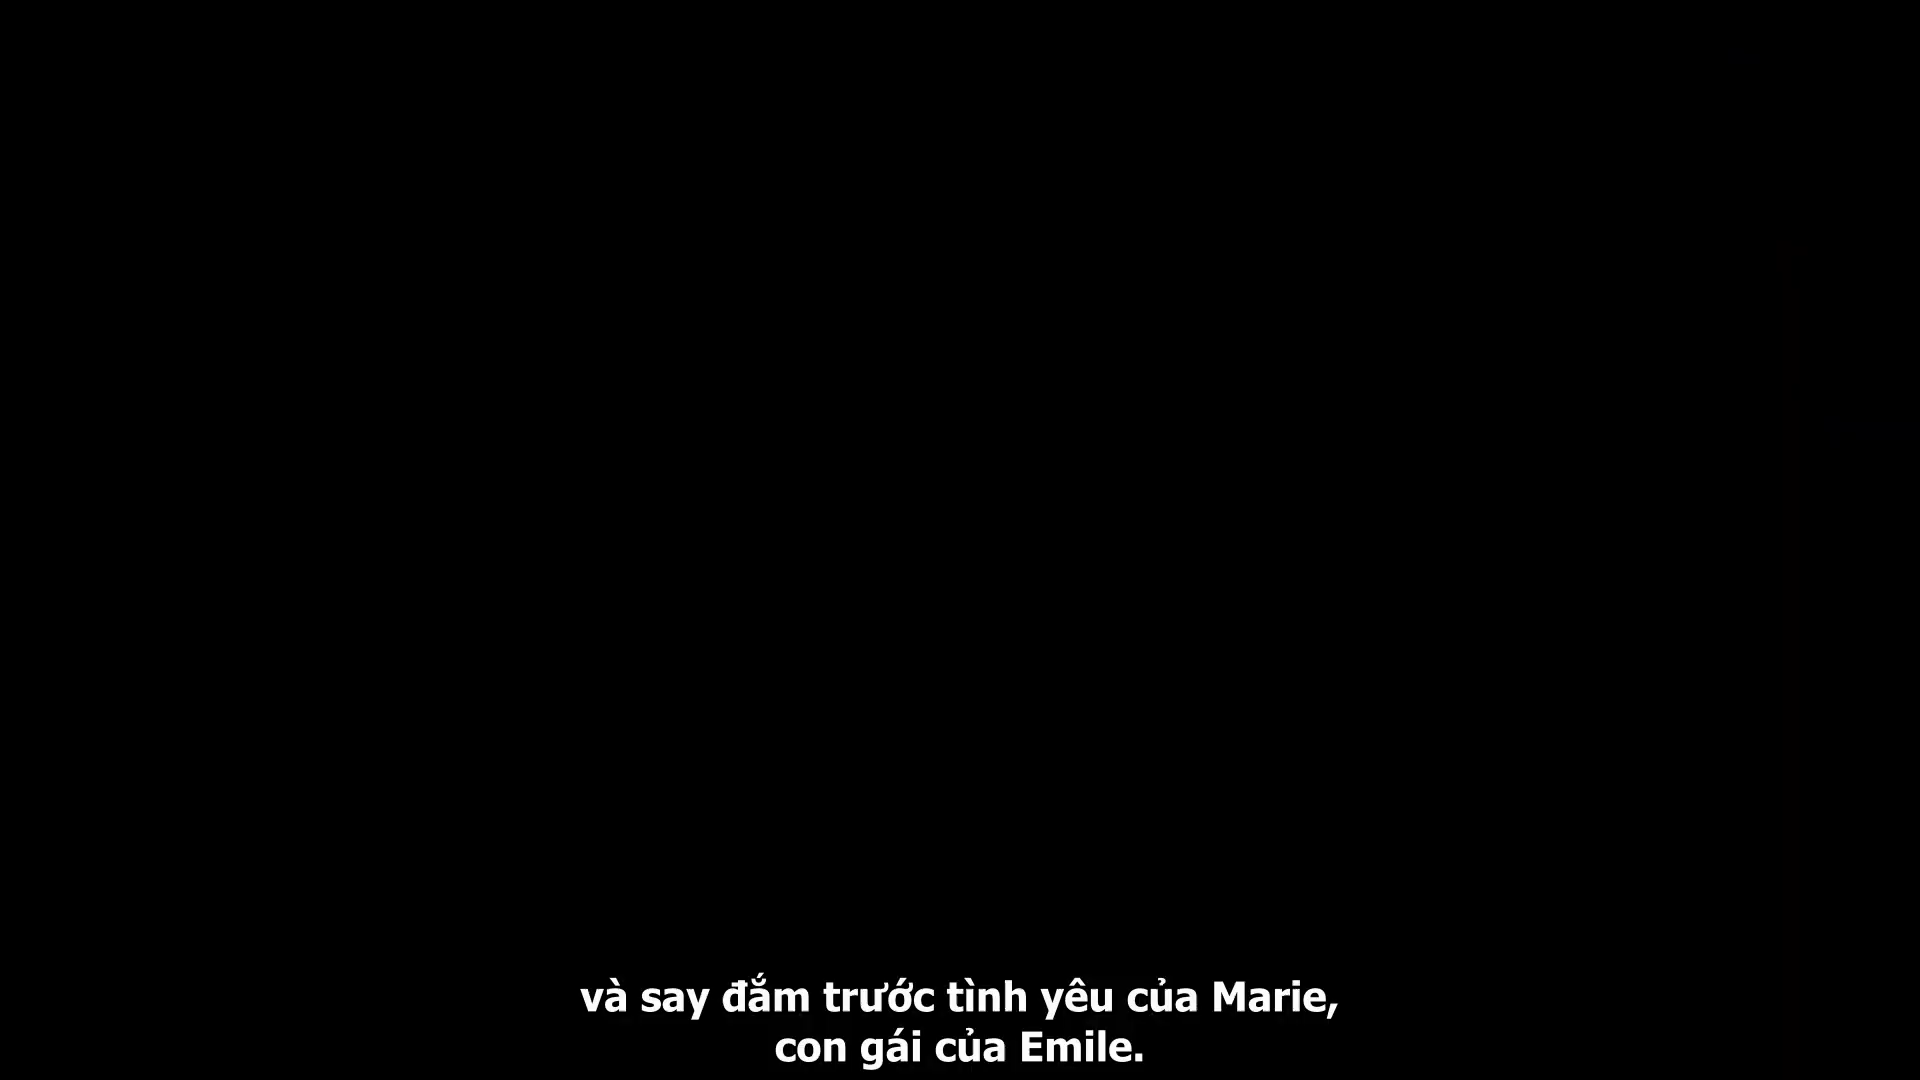 và say đắm trước tình yêu của Marie,
con gái của Emile.